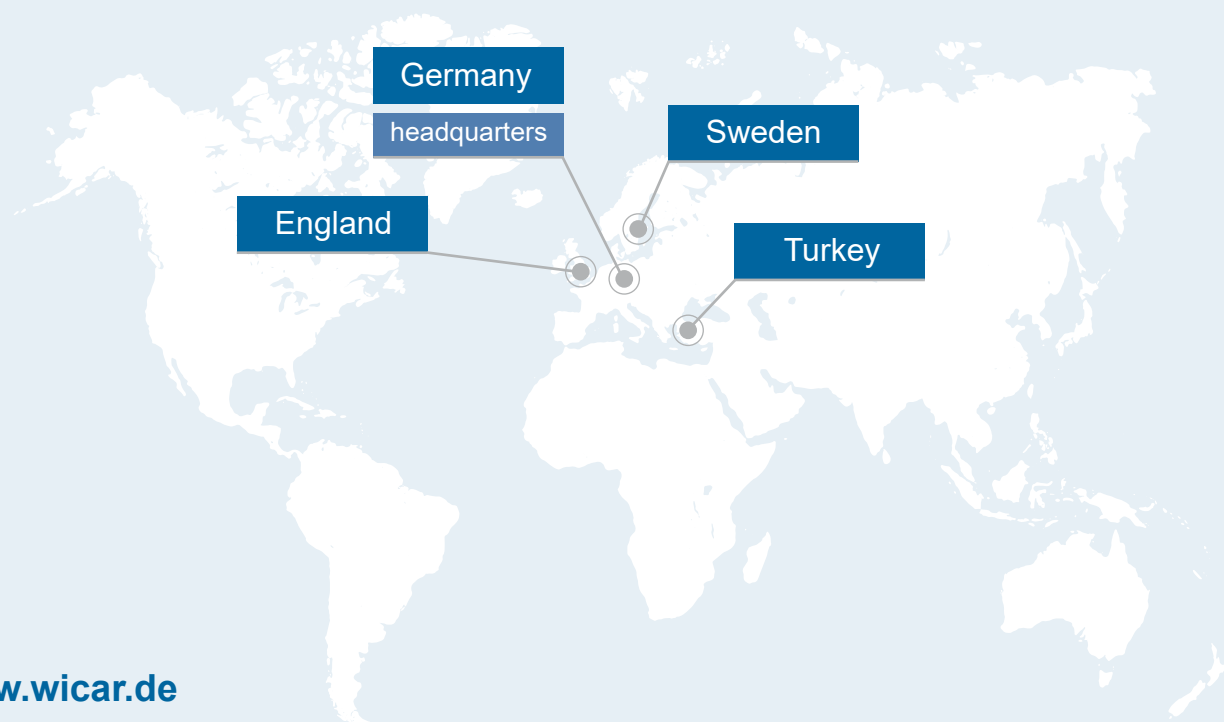 Germany
headquarters
Sweden
England
Turkey
w.wicar.de